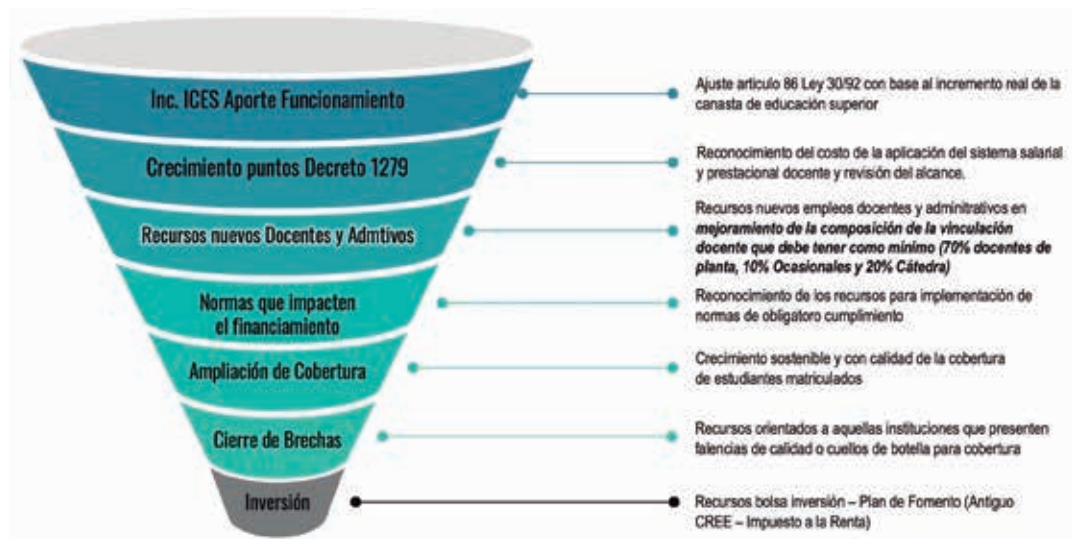 Inc. ICES Aporte Funcionamiento
Ajuste articulo 86 Ley 30/92 con base al incremento real de la
canasta de educación superior
Crecimiento puntos Decreto 1279
Reconocimiento del costo de la aplicación del sistema salarial
y prestacional docente y revisión del alcance.
Recursos nuevos Docentes y Admtivos
Recursos nuevos empleos docentes y adminitrativos en
mejoramiento de la composición de la vinculación
docente que debe tener como mínimo (70% docentes de
planta, 10% Ocasionales y 20% Cátedra)
Normas que impacten
el financiamiento
Reconocimiento de los recursos para implementación de
normas de obligatoro cumplimiento
Ampliación de Cobertura
Crecimiento sostenible y con calidad de la cobertura
de estudiantes matriculados
Cierre de Brechas
Recursos orientados a aquellas instituciones que presenten
falencias de calidad o cuellos de botella para cobertura
Inversión
Recursos bolsa inversión – Plan de Fomento (Antiguo
CREE – Impuesto a la Renta)